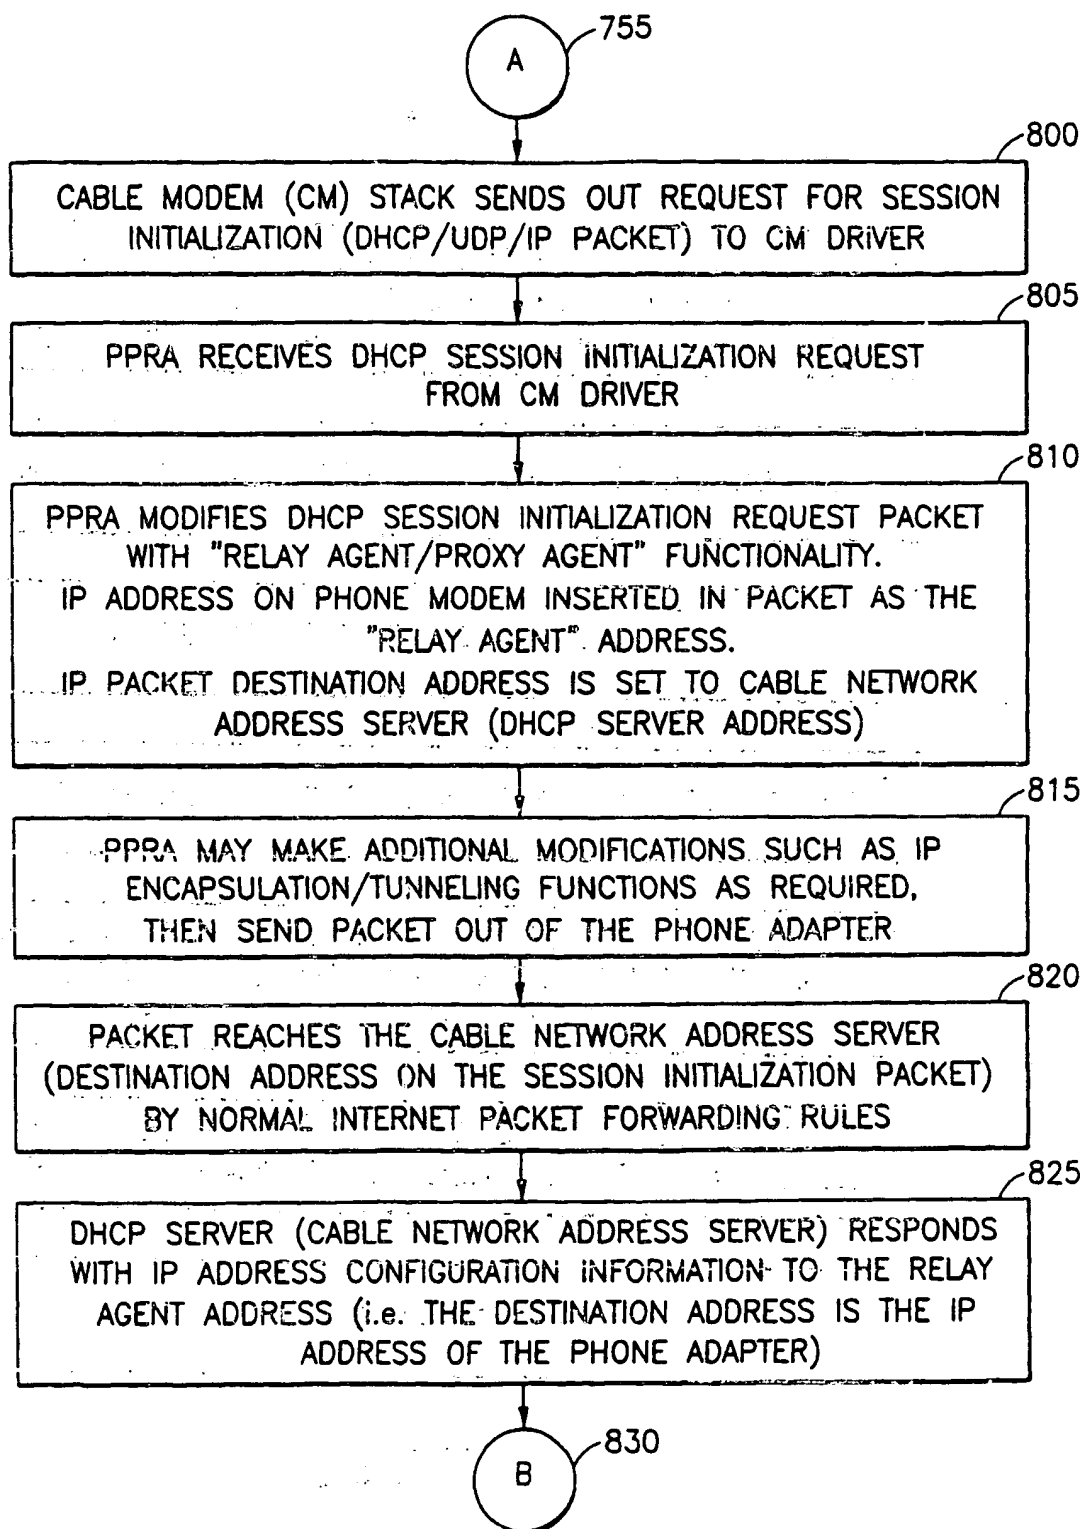 755
A
800
CABLE MODEM (CM) STACK SENDS OUT REQUEST FOR SESSION
INITIALIZATION (DHCP/UDP/IP PACKET) TO CM DRIVER
805
PPRA RECEIVES DHCP SESSION INITIALIZATION REQUEST
FROM CM DRIVER
810
PPRA MODIFIES DHCP SESSION INITIALIZATION REQUEST PACKET
WITH "RELAY AGENT/PROXY AGENT" FUNCTIONALITY.
IP ADDRESS ON PHONE MODEM INSERTED IN PACKET AS THE
"RELAY AGENT" ADDRESS.
IP PACKET DESTINATION ADDRESS IS SET TO CABLE NETWORK
ADDRESS SERVER (DHCP SERVER ADDRESS)
815
PPRA MAY MAKE ADDITIONAL MODIFICATIONS SUCH AS IP
ENCAPSULATION/TUNNELING FUNCTIONS AS REQUIRED,
THEN SEND PACKET OUT OF THE PHONE ADAPTER
820
PACKET REACHES THE CABLE NETWORK ADDRESS SERVER
(DESTINATION ADDRESS ON THE SESSION INITIALIZATION PACKET)
BY NORMAL INTERNET PACKET FORWARDING RULES
825
DHCP SERVER (CABLE NETWORK ADDRESS SERVER) RESPONDS
WITH IP ADDRESS CONFIGURATION INFORMATION TO THE RELAY
AGENT ADDRESS (i.e. THE DESTINATION ADDRESS IS THE IP
ADDRESS OF THE PHONE ADAPTER)
830
B